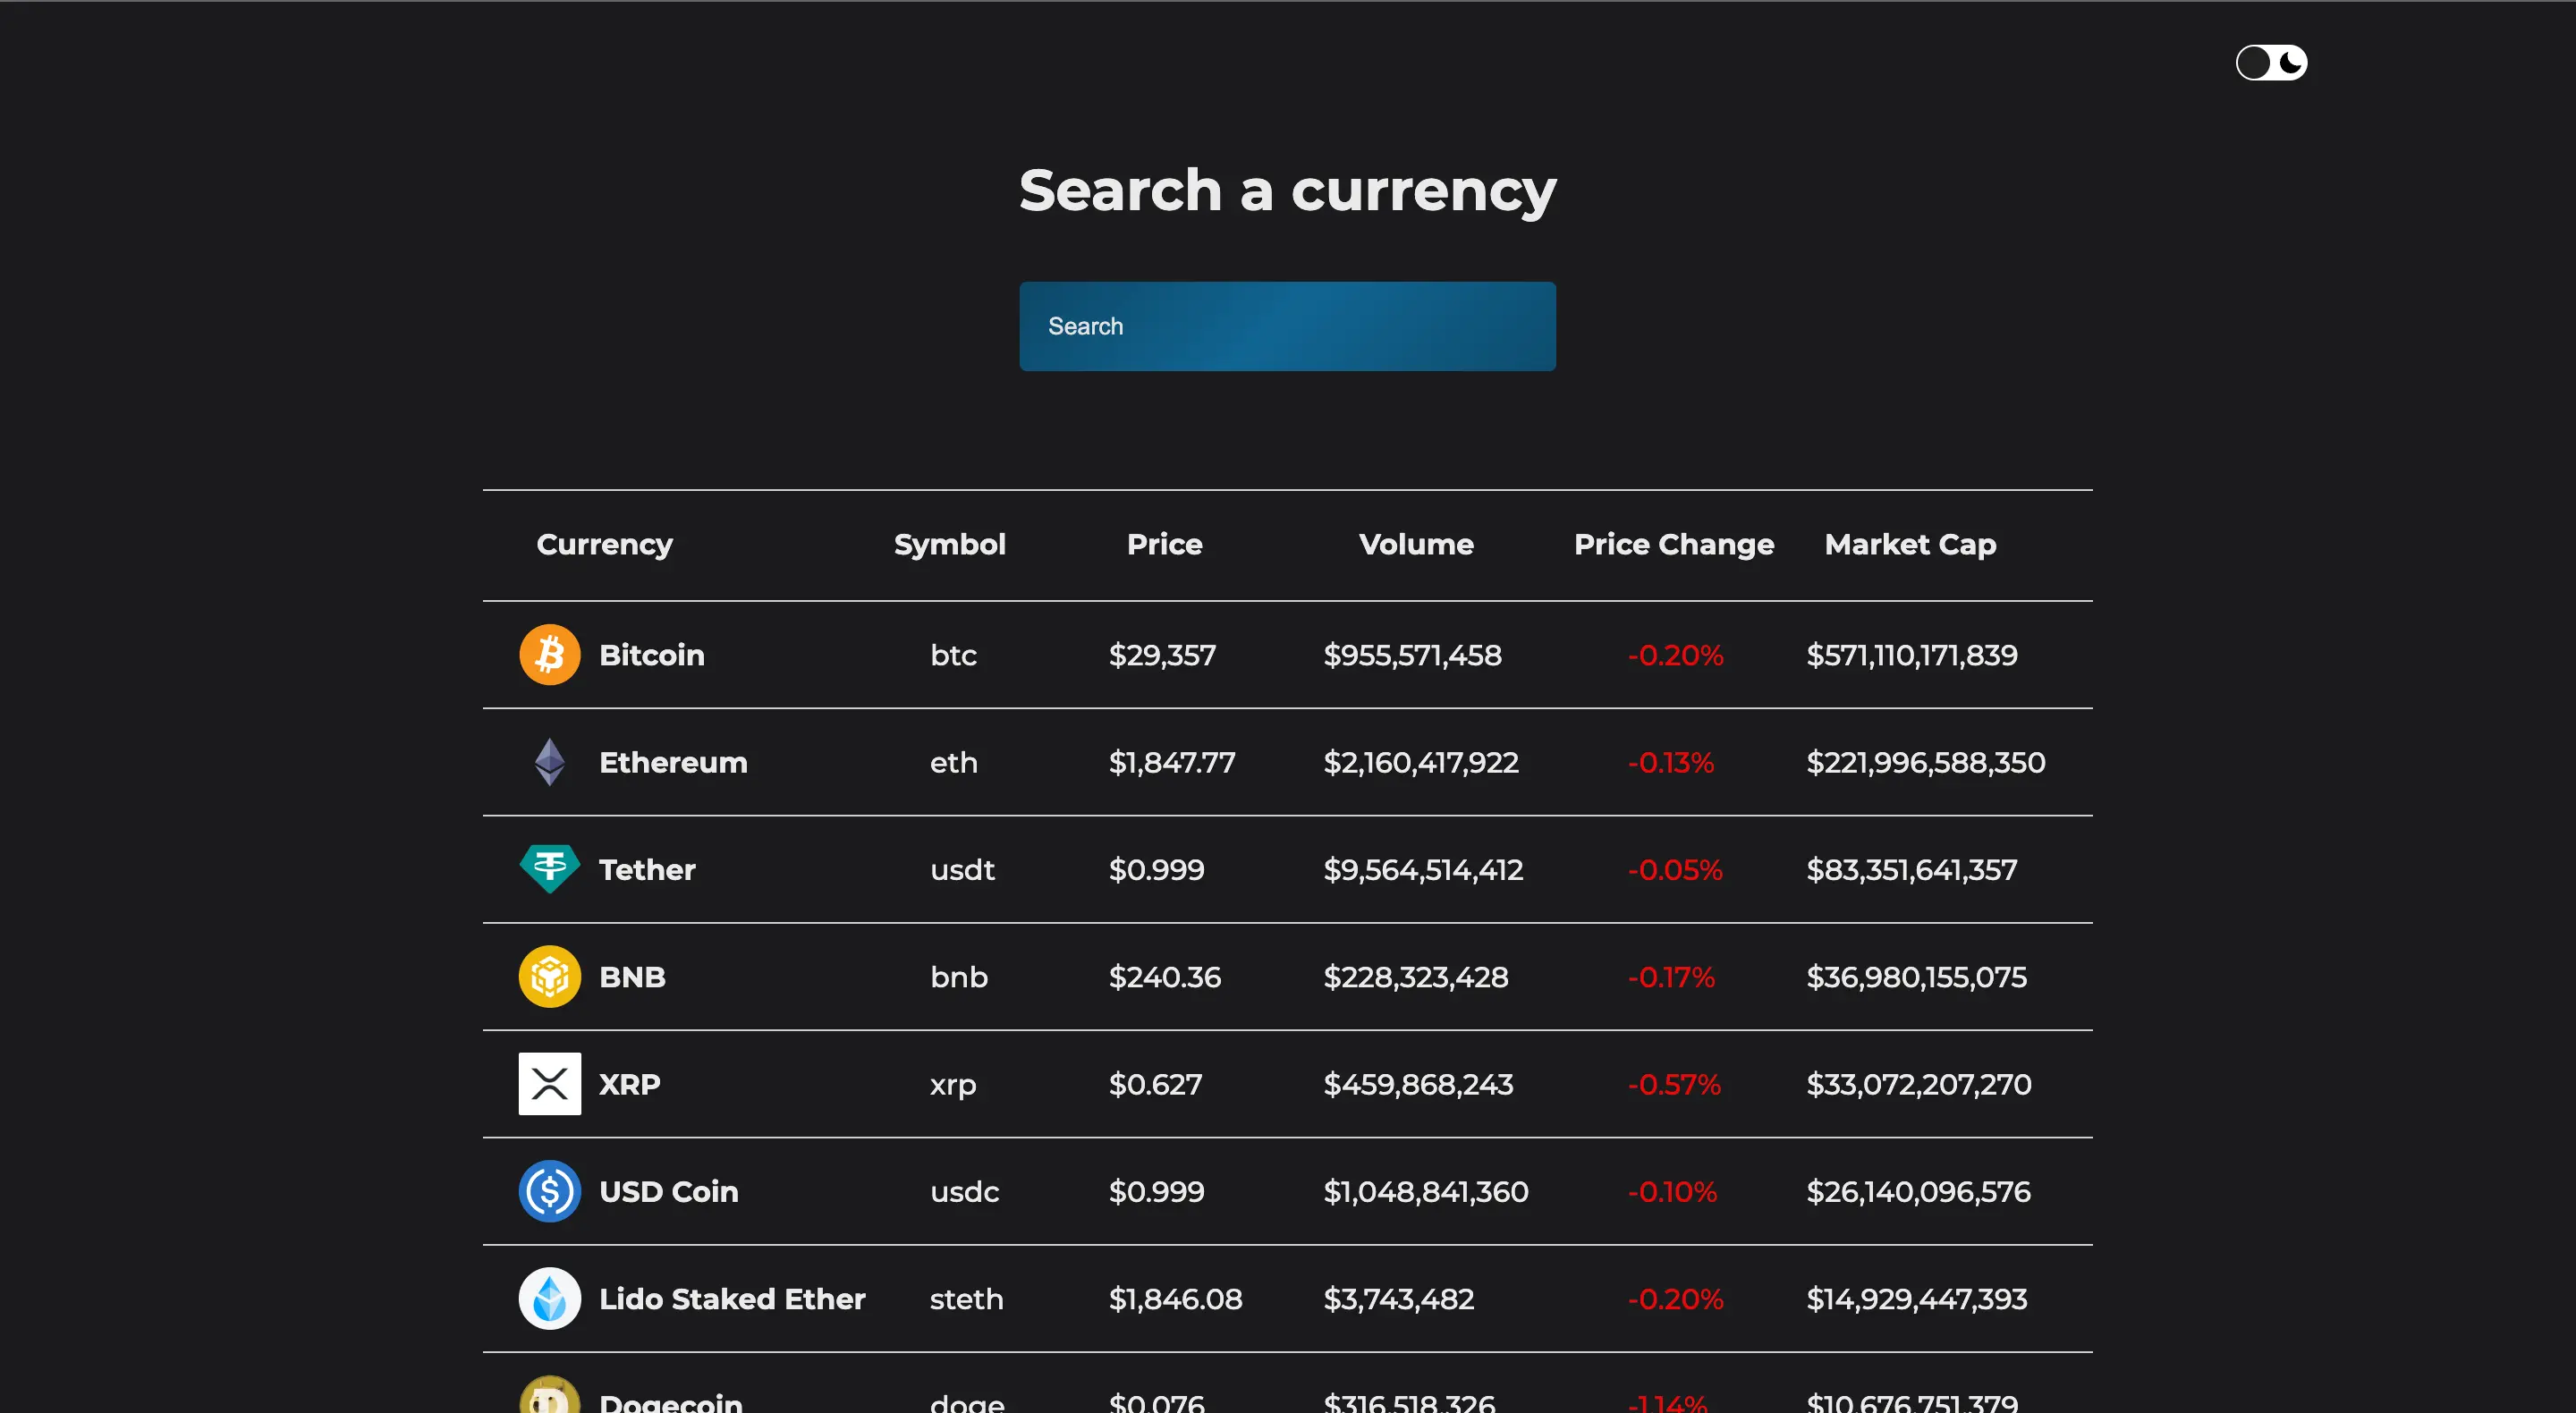 Search a currency
Search
Currency Symbol Price Volume Price Change Market Cap
Bitcoin btc $29,357 $955,571,458 -0.20% $571,110,171,839
Ethereum eth $1,847.77 $2,160,417,922 -0.13% $221,996,588,350
Tether usdt $0.999 $9,564,514,412 -0.05% $83,351,641,357
BNB bnb $240.36 $228,323,428 -0.17% $36,980,155,075
XRP xrp $0.627 $459,868,243 -0.57% $33,072,207,270
USD Coin usdc $0.999 $1,048,841,360 -0.10% $26,140,096,576
Lido Staked Ether steth $1,846.08 $3,743,482 -0.20% $14,929,447,393
Dogecoin doge $0.076 $316,518,326 -1.14% $10,676,751,379